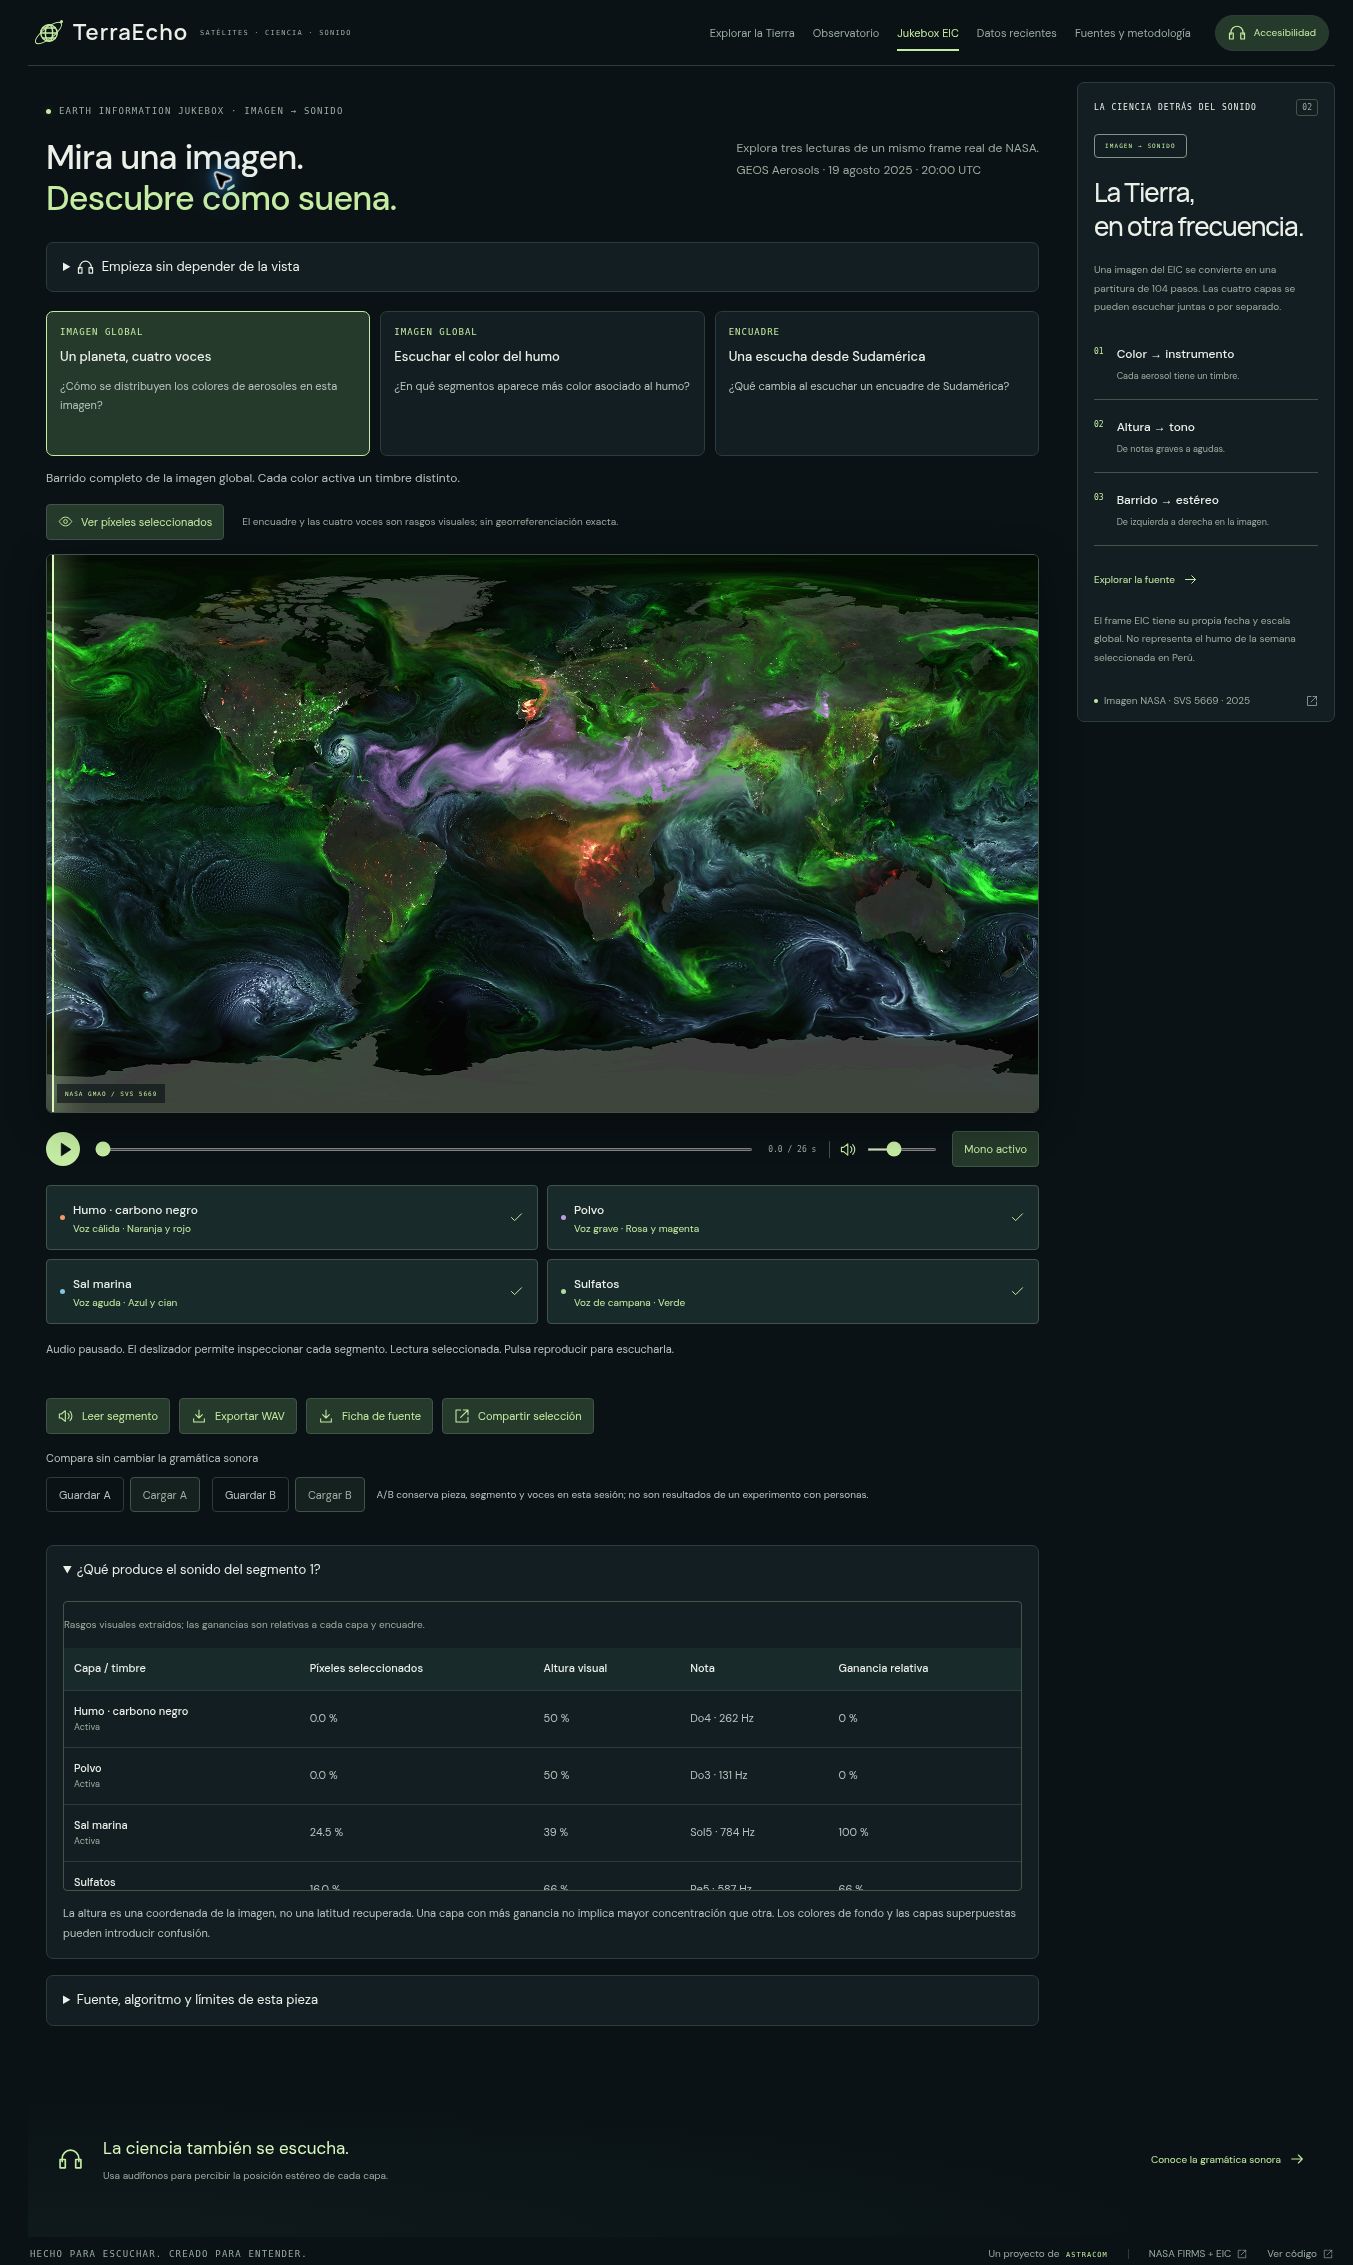 TerraEcho
SATÉLITES · CIENCIA · SONIDO
Explorar la Tierra
Observatorio
Jukebox EIC
Datos recientes
Fuentes y metodología
Accesibilidad
EARTH INFORMATION JUKEBOX · IMAGEN → SONIDO
Mira una imagen.
Descubre cómo suena.
Explora tres lecturas de un mismo frame real de NASA.
GEOS Aerosols · 19 agosto 2025 · 20:00 UTC
Empieza sin depender de la vista
IMAGEN GLOBAL
Un planeta, cuatro voces
¿Cómo se distribuyen los colores de aerosoles en esta
imagen?
IMAGEN GLOBAL
Escuchar el color del humo
¿En qué segmentos aparece más color asociado al humo?
ENCUADRE
Una escucha desde Sudamérica
¿Qué cambia al escuchar un encuadre de Sudamérica?
Barrido completo de la imagen global. Cada color activa un timbre distinto.
Ver píxeles seleccionados
El encuadre y las cuatro voces son rasgos visuales; sin georreferenciación exacta.
NASA GMAO / SVS 5669
0.0 / 26 s
Mono activo
Humo · carbono negro
Voz cálida · Naranja y rojo
Polvo
Voz grave · Rosa y magenta
Sal marina
Voz aguda · Azul y cian
Sulfatos
Voz de campana · Verde
Audio pausado. El deslizador permite inspeccionar cada segmento. Lectura seleccionada. Pulsa reproducir para escucharla.
Leer segmento
Exportar WAV
Ficha de fuente
Compartir selección
Compara sin cambiar la gramática sonora
Guardar A
Cargar A
Guardar B
Cargar B
A/B conserva pieza, segmento y voces en esta sesión; no son resultados de un experimento con personas.
¿Qué produce el sonido del segmento 1?
Rasgos visuales extraídos; las ganancias son relativas a cada capa y encuadre.
Capa / timbre Píxeles seleccionados Altura visual Nota Ganancia relativa
Humo · carbono negro
Activa
0.0 % 50 % Do4 · 262 Hz 0 %
Polvo
Activa
0.0 % 50 % Do3 · 131 Hz 0 %
Sal marina
Activa
24.5 % 39 % Sol5 · 784 Hz 100 %
Sulfatos
16.0 % 66 % Re5 · 587 Hz 66 %
La altura es una coordenada de la imagen, no una latitud recuperada. Una capa con más ganancia no implica mayor concentración que otra. Los colores de fondo y las capas superpuestas
pueden introducir confusión.
Fuente, algoritmo y límites de esta pieza
LA CIENCIA DETRÁS DEL SONIDO
02
IMAGEN → SONIDO
La Tierra,
en otra frecuencia.
Una imagen del EIC se convierte en una
partitura de 104 pasos. Las cuatro capas se
pueden escuchar juntas o por separado.
01 Color → instrumento
Cada aerosol tiene un timbre.
02 Altura → tono
De notas graves a agudas.
03 Barrido → estéreo
De izquierda a derecha en la imagen.
Explorar la fuente →
El frame EIC tiene su propia fecha y escala
global. No representa el humo de la semana
seleccionada en Perú.
Imagen NASA · SVS 5669 · 2025
La ciencia también se escucha.
Usa audífonos para percibir la posición estéreo de cada capa.
Conoce la gramática sonora →
HECHO PARA ESCUCHAR. CREADO PARA ENTENDER.
Un proyecto de ASTRACOM
NASA FIRMS + EIC
Ver código